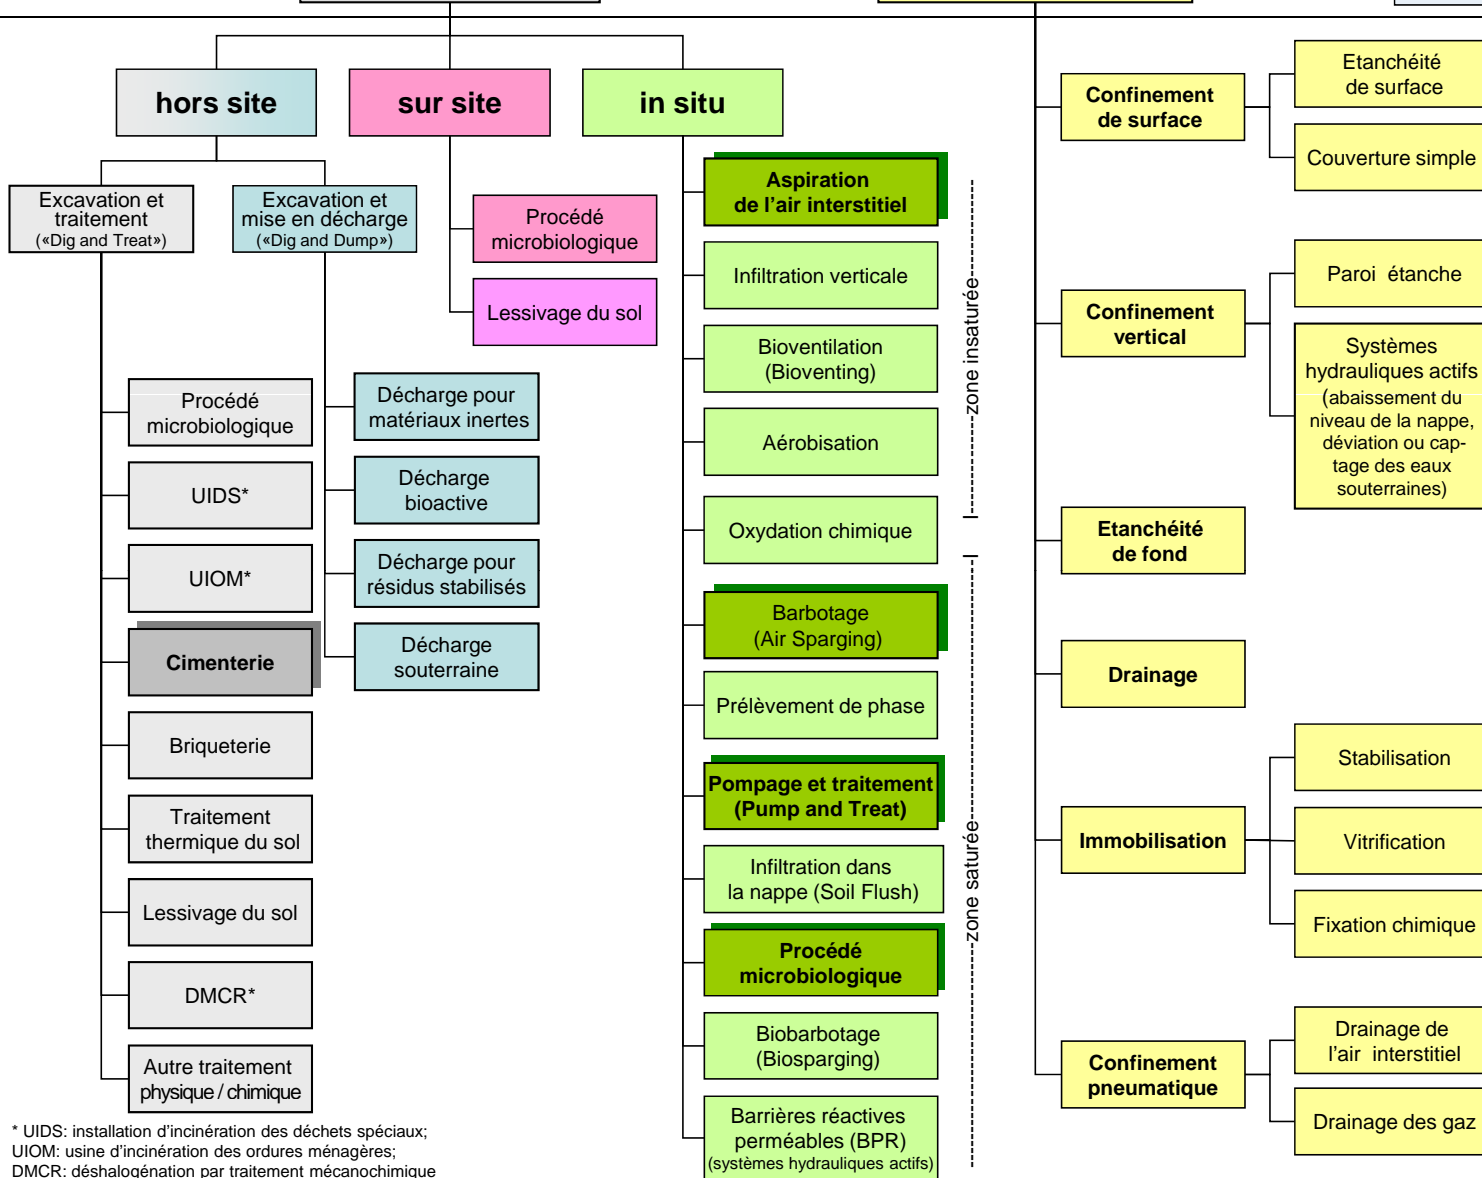 hors site
sur site
in situ
Excavation et
traitement
(«Dig and Treat»)
Excavation et
mise en décharge
(«Dig and Dump»)
Procédé
microbiologique
UIDS*
UIOM*
Cimenterie
Briqueterie
Traitement
thermique du sol
Lessivage du sol
DMCR*
Autre traitement
physique / chimique
Décharge pour
matériaux inertes
Décharge
bioactive
Décharge pour
résidus stabilisés
Décharge
souterraine
Procédé
microbiologique
Lessivage du sol
Aspiration
de l'air interstitiel
Infiltration verticale
Bioventilation
(Bioventing)
Aérobisation
Oxydation chimique
Barbotage
(Air Sparging)
Prélèvement de phase
Pompage et traitement
(Pump and Treat)
Infiltration dans
la nappe (Soil Flush)
Procédé
microbiologique
Biobarbotage
(Biosparging)
Barrières réactives
perméables (BPR)
(systèmes hydrauliques actifs)
zone insaturée
zone saturée
Confinement
de surface
Etanchéité
de surface
Couverture simple
Confinement
vertical
Paroi étanche
Systèmes
hydrauliques actifs
(abaissement du
niveau de la nappe,
déviation ou cap-
tage des eaux
souterraines)
Etanchéité
de fond
Drainage
Immobilisation
Stabilisation
Vitrification
Fixation chimique
Confinement
pneumatique
Drainage de
l'air interstitiel
Drainage des gaz
* UIDS: installation d'incinération des déchets spéciaux;
UIOM: usine d'incinération des ordures ménagères;
DMCR: déshalogénation par traitement mécanochimique